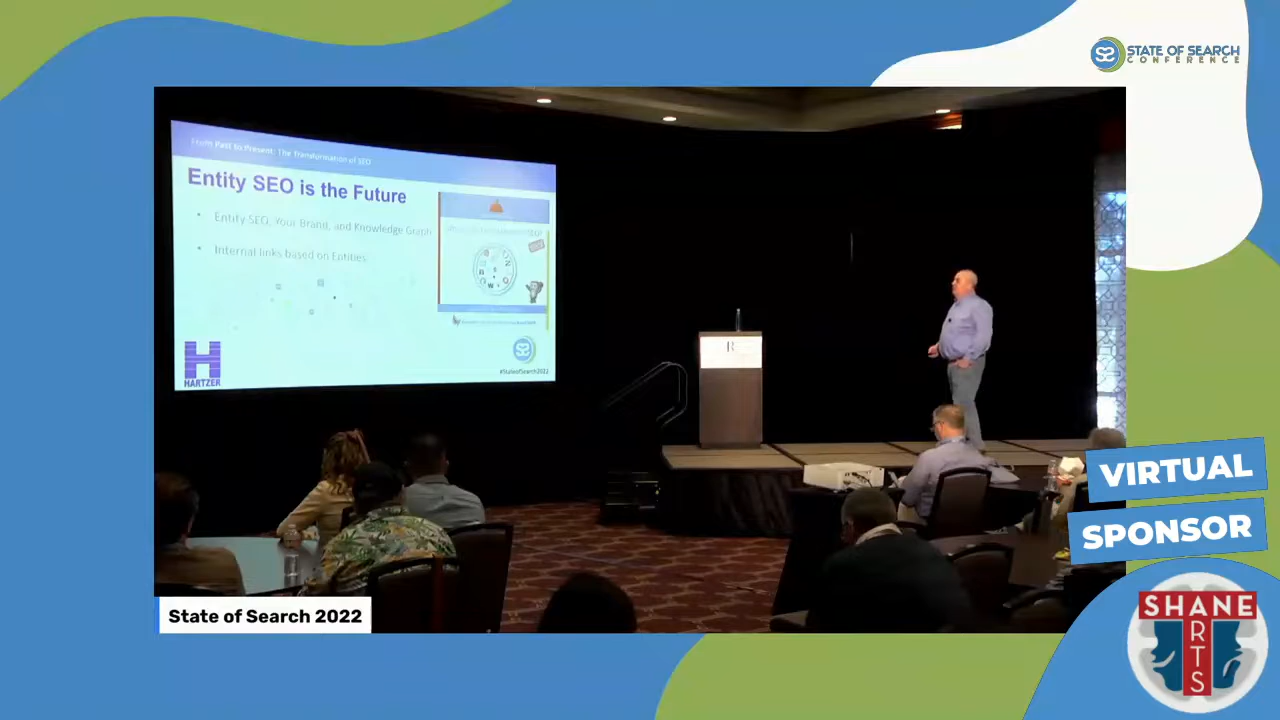 STATE OF SEARCH
CONFERENCE
From Past to Present: The Transformation of SEO
Entity SEO is the Future
• Entity SEO, Your Brand, and Knowledge Graph
• Internal links based on Entities
HARTZER
#StateofSearch2022
R
VIRTUAL
SPONSOR
State of Search 2022
SHANE
ARTS